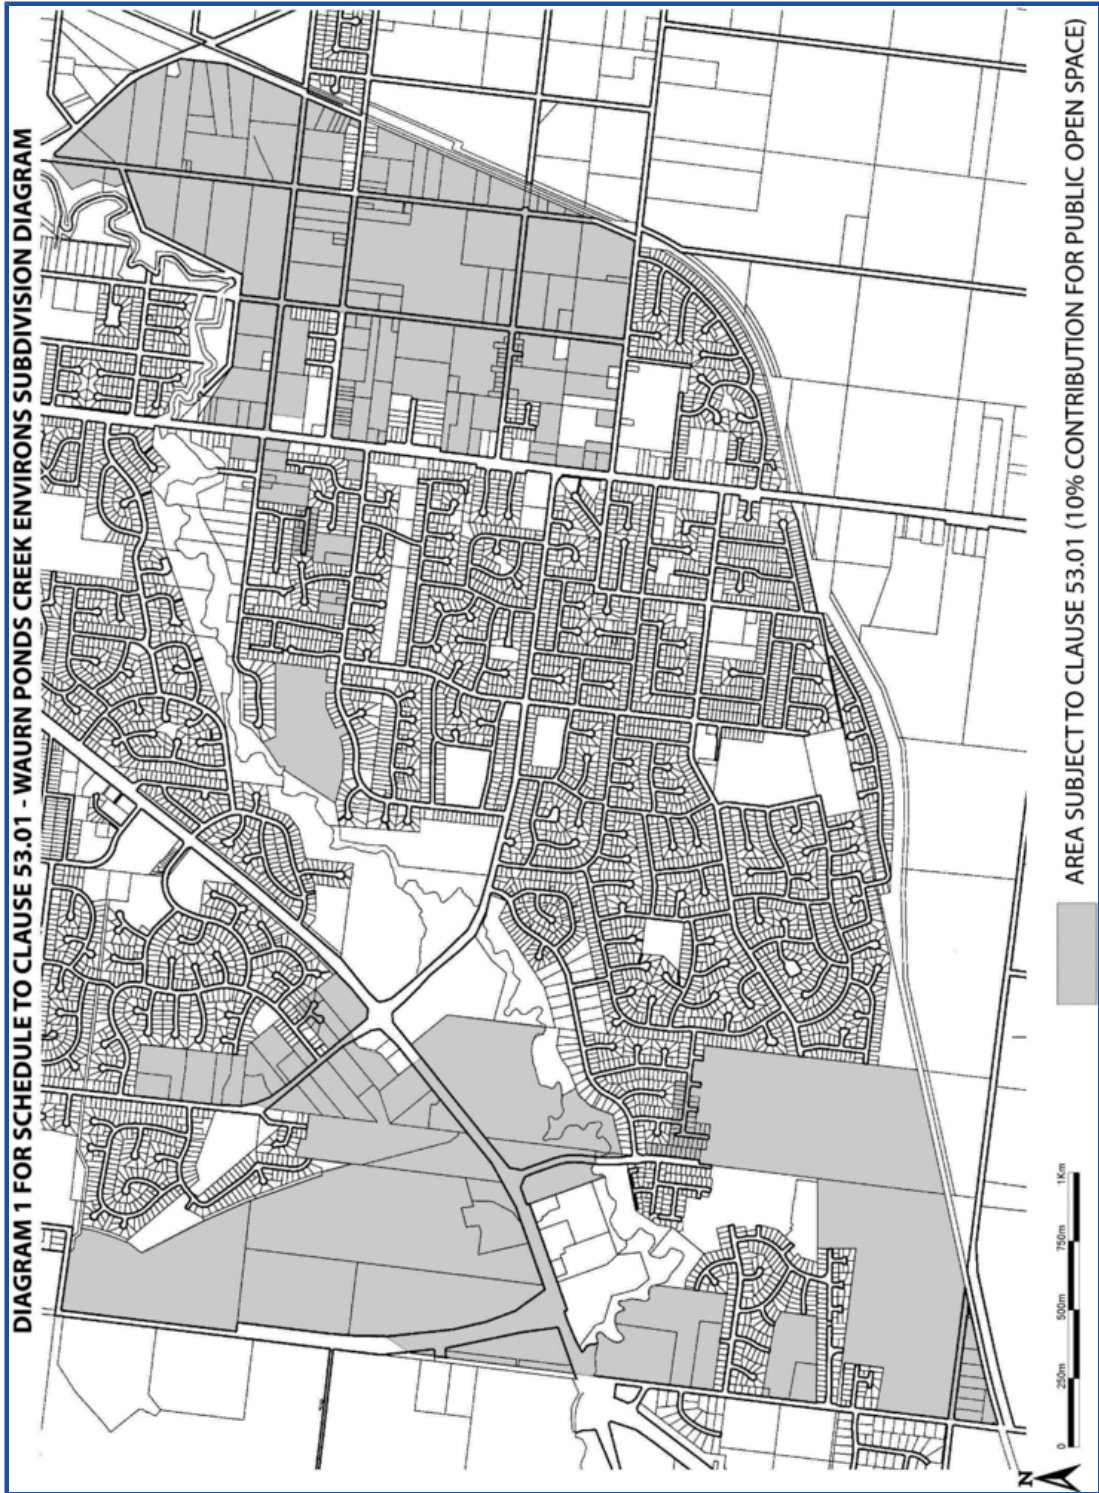 DIAGRAM 1 FOR SCHEDULE TO CLAUSE 53.01 - WAURN PONDS CREEK ENVIRONS SUBDIVISION DIAGRAM
AREA SUBJECT TO CLAUSE 53.01 (10% CONTRIBUTION FOR PUBLIC OPEN SPACE)
0 250m 500m 750m 1Km
N